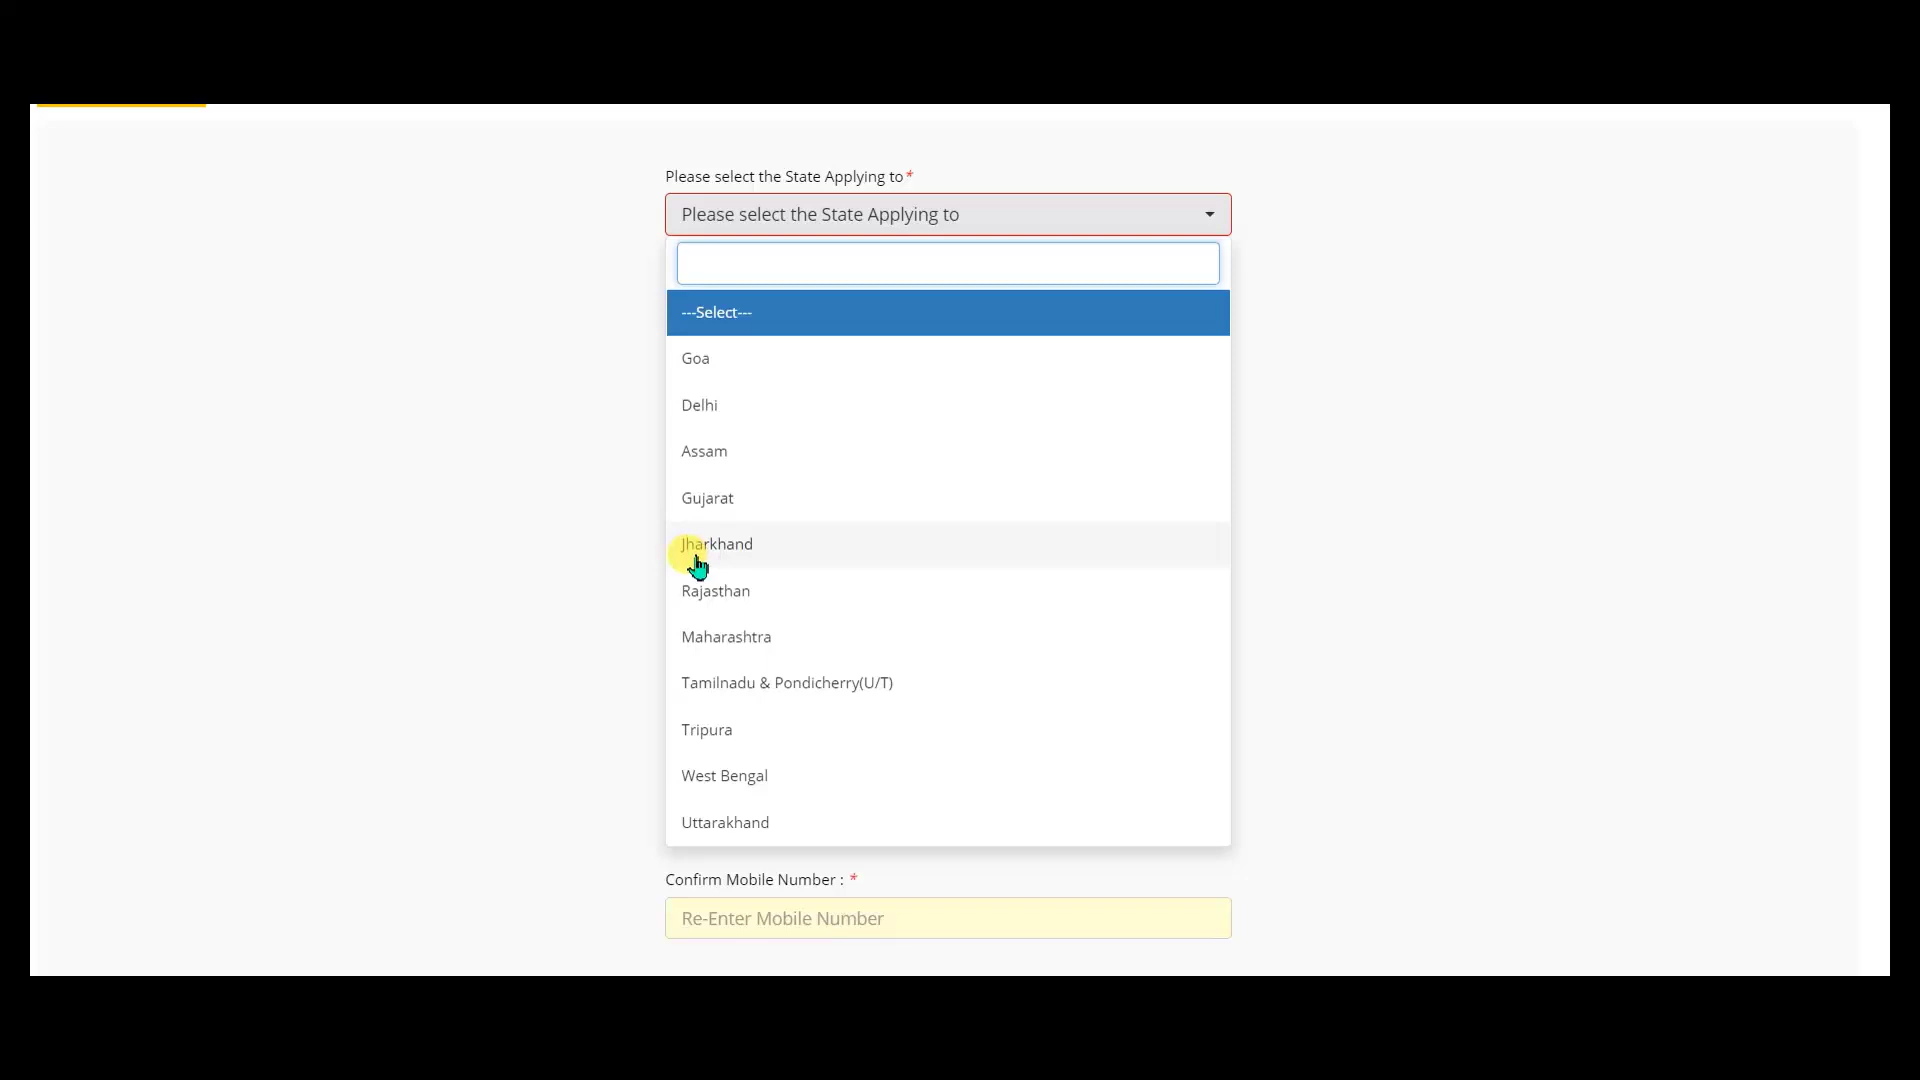 Please select the State Applying to*
Please select the State Applying to
---Select---
Goa
Delhi
Assam
Gujarat
Jharkhand
Rajasthan
Maharashtra
Tamilnadu & Pondicherry(U/T)
Tripura
West Bengal
Uttarakhand
Confirm Mobile Number : *
Re-Enter Mobile Number